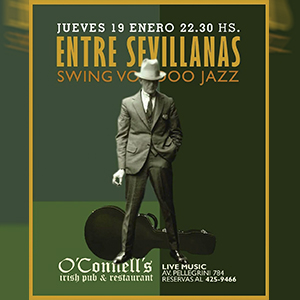 JUEVES 19 ENERO 22.30 HS.
ENTRE SEVILLANAS
SWING VOODOO JAZZ
O'Connell's
irish pub & restaurant
LIVE MUSIC
AV. PELLEGRINI 784
RESERVAS AL 425-9466